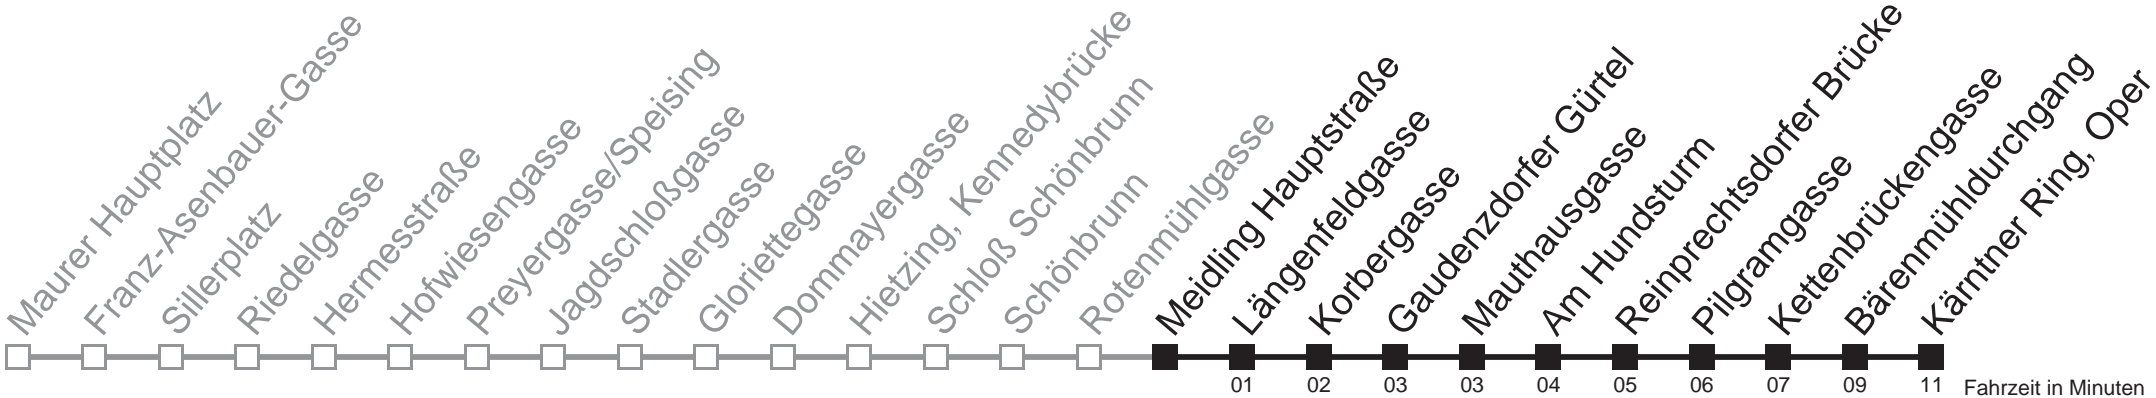 Maurer Hauptplatz
Franz-Asenbauer-Gasse
Sillerplatz
Riedelgasse
Hermesstraße
Hofwiesengasse
Preyergasse/Speising
Jagdschloßgasse
Stadlergasse
Gloriettegasse
Dommayergasse
Hietzing, Kennedybrücke
Schloß Schönbrunn
Schönbrunn
Rotenmühlgasse
Meidling Hauptstraße
Längenfeldgasse
Korbergasse
Gaudenzdorfer Gürtel
Mauthausgasse
Am Hundsturm
Reinprechtsdorfer Brücke
Pilgramgasse
Kettenbrückengasse
Bärenmühldurchgang
Kärntner Ring, Oper
01 02 03 03 04 05 06 07 09 11 Fahrzeit in Minuten